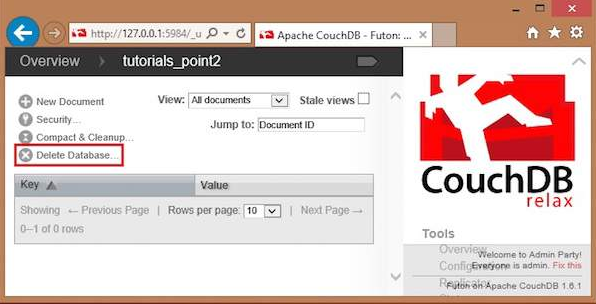 http://127.0.0.1:5984/_u
Apache CouchDB - Futon: ...
Overview
tutorials_point2
New Document
View: All documents
Stale views
Security...
Compact & Cleanup...
Jump to: Document ID
Delete Database...
Key
Value
Showing ←Previous Page | Rows per page: 10 | Next Page→
0–1 of 0 rows
CouchDB
relax
Tools
Overview
Configuration
Replicator
Welcome to Admin Party!
Everyone is admin. Fix this
Futon on Apache CouchDB 1.6.1